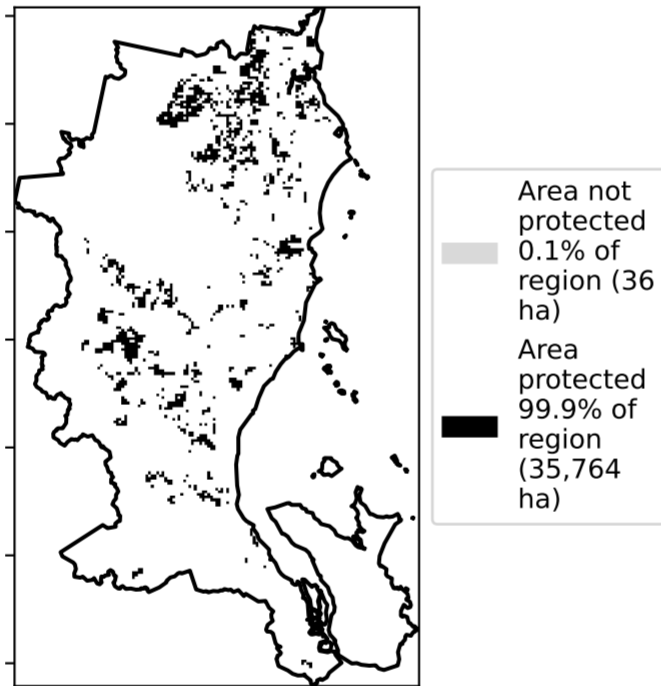 Area not
protected
0.1% of
region (36
ha)
Area
protected
99.9% of
region
(35,764
ha)